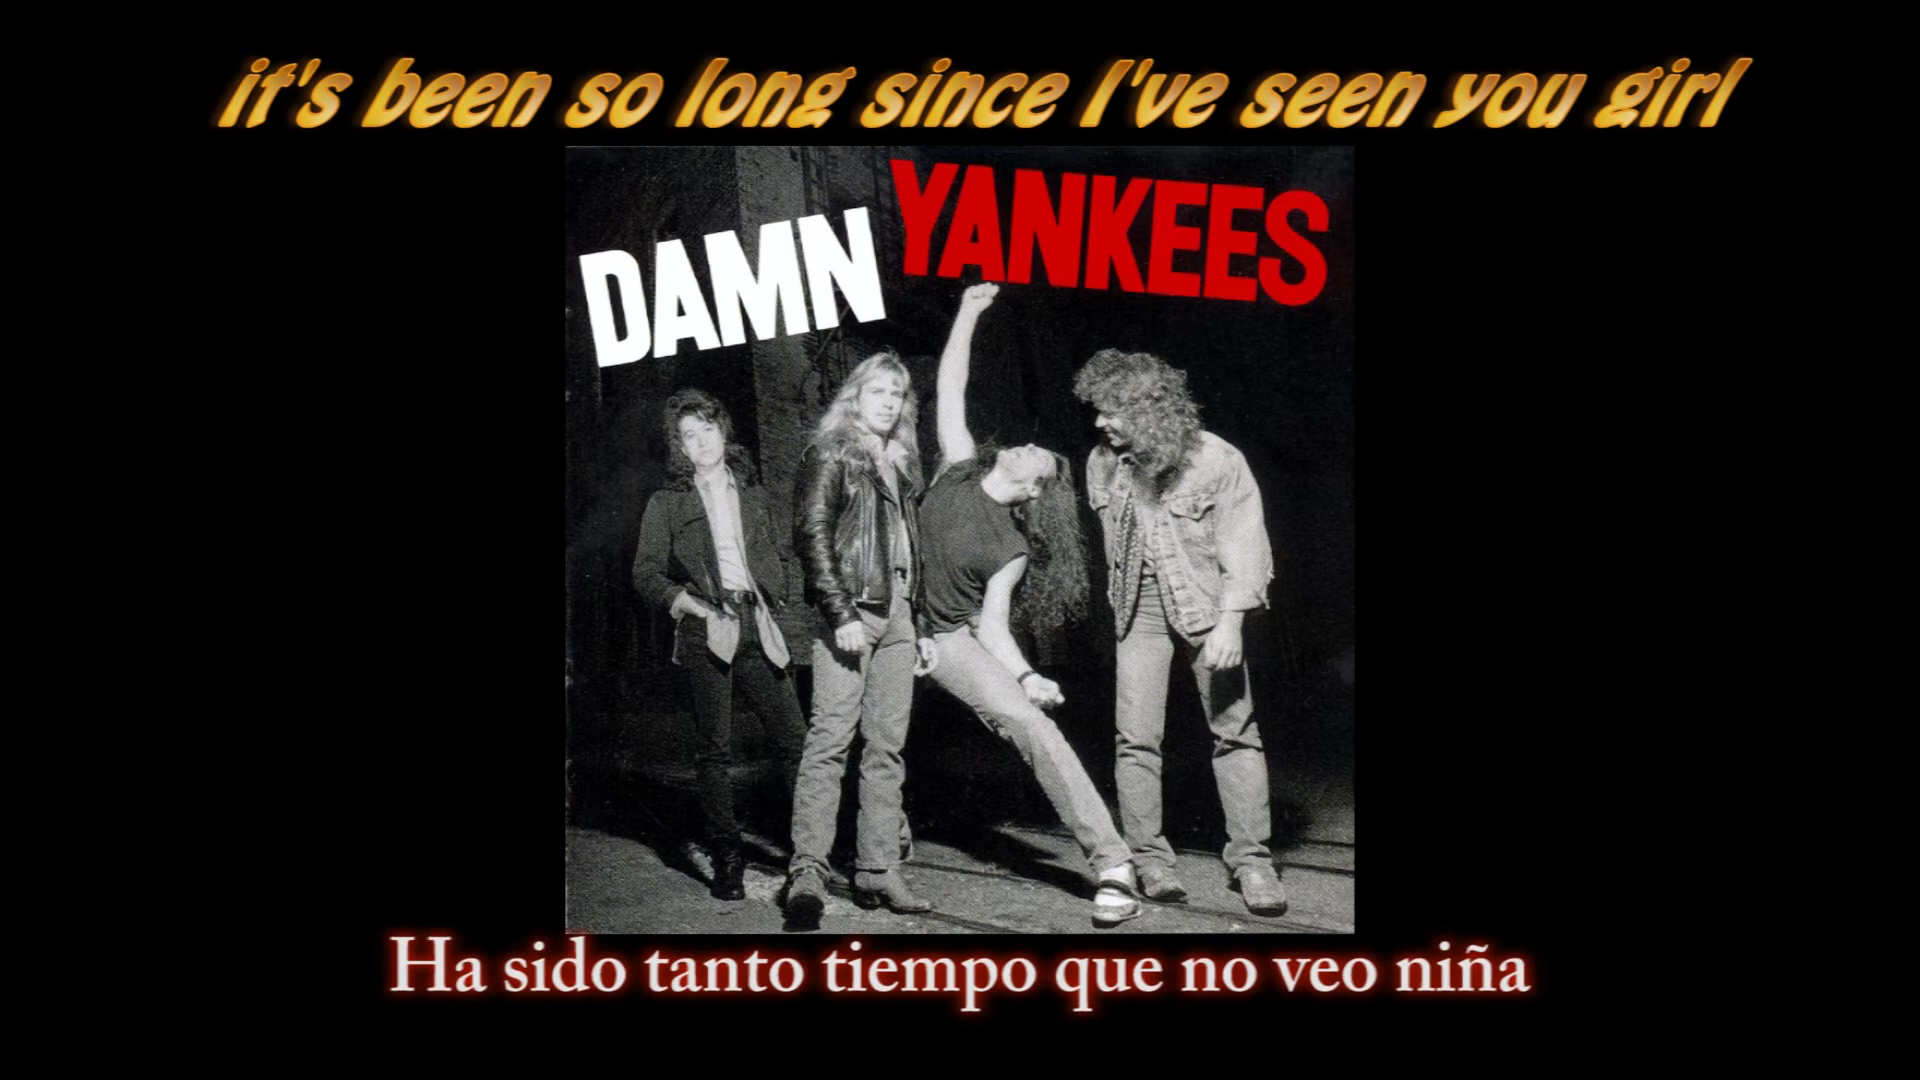 it's been so long since I've seen you girl
DAMN YANKEES
Ha sido tanto tiempo que no veo niña